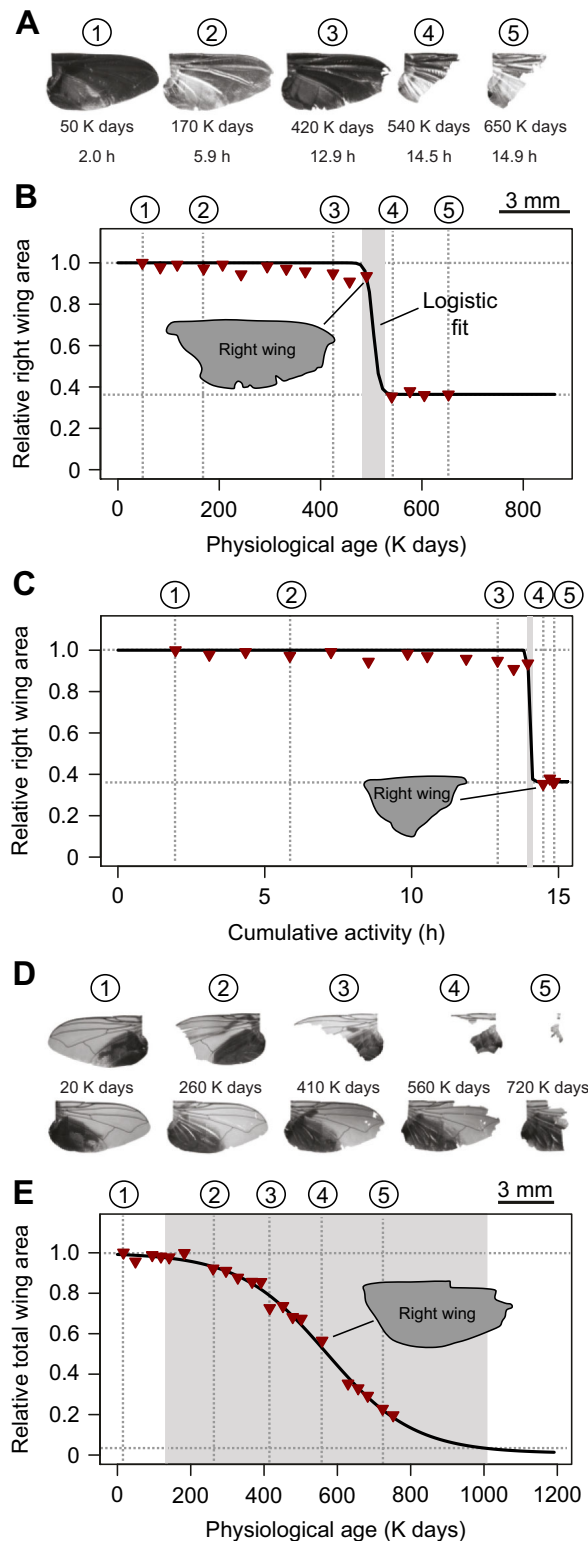 A
1 2 3 4 5
50 K days 170 K days 420 K days 540 K days 650 K days
2.0 h 5.9 h 12.9 h 14.5 h 14.9 h
B
3 mm
1 2 3 4 5
Relative right wing area
1.0
0.8
0.6
0.4
0.2
0
Logistic
fit
Right wing
0 200 400 600 800
Physiological age (K days)
C
1 2 3 4 5
Relative right wing area
1.0
0.8
0.6
0.4
0.2
0
Right wing
0 5 10 15
Cumulative activity (h)
D
1 2 3 4 5
20 K days 260 K days 410 K days 560 K days 720 K days
E
3 mm
1 2 3 4 5
Relative total wing area
1.0
0.8
0.6
0.4
0.2
0
Right wing
0 200 400 600 800 1000 1200
Physiological age (K days)